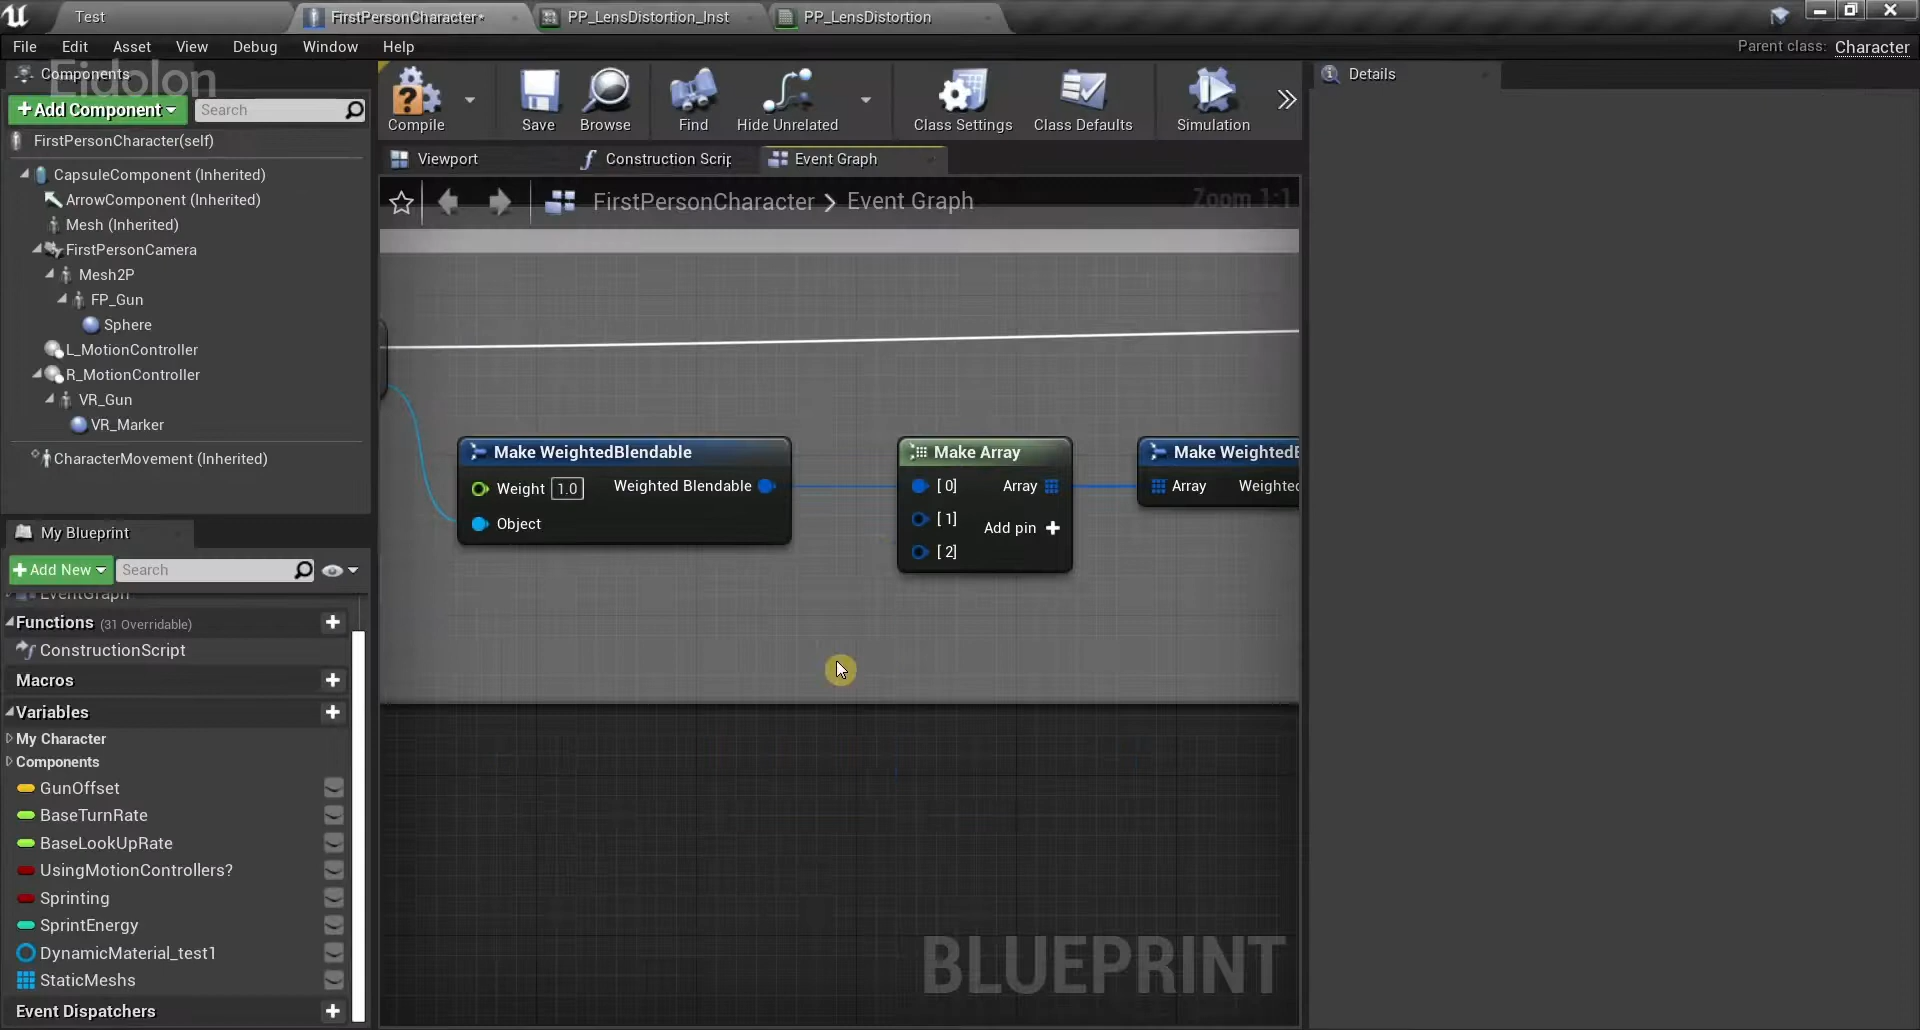 Test
FirstPersonCharacter*
PP_LensDistortion_Inst
PP_LensDistortion
File Edit Asset View Debug Window Help
Parent class: Character
Components
Eidolon
+Add Component
Search
FirstPersonCharacter(self)
CapsuleComponent (Inherited)
ArrowComponent (Inherited)
Mesh (Inherited)
FirstPersonCamera
Mesh2P
FP_Gun
Sphere
L_MotionController
R_MotionController
VR_Gun
VR_Marker
CharacterMovement (Inherited)
My Blueprint
+Add New
Search
EventGraph
Functions (31 Overridable)
ConstructionScript
Macros
Variables
My Character
Components
GunOffset
BaseTurnRate
BaseLookUpRate
UsingMotionControllers?
Sprinting
SprintEnergy
DynamicMaterial_test1
StaticMeshs
Event Dispatchers
Compile
Save
Browse
Find
Hide Unrelated
Class Settings
Class Defaults
Simulation
Viewport
Construction Scrip
Event Graph
FirstPersonCharacter > Event Graph
Zoom 1:1
Make WeightedBlendable
Weight 1.0
Weighted Blendable
Object
Make Array
[0]
Array
[1]
Add pin +
[2]
Make WeightedB
Array
Weighted
BLUEPRINT
Details